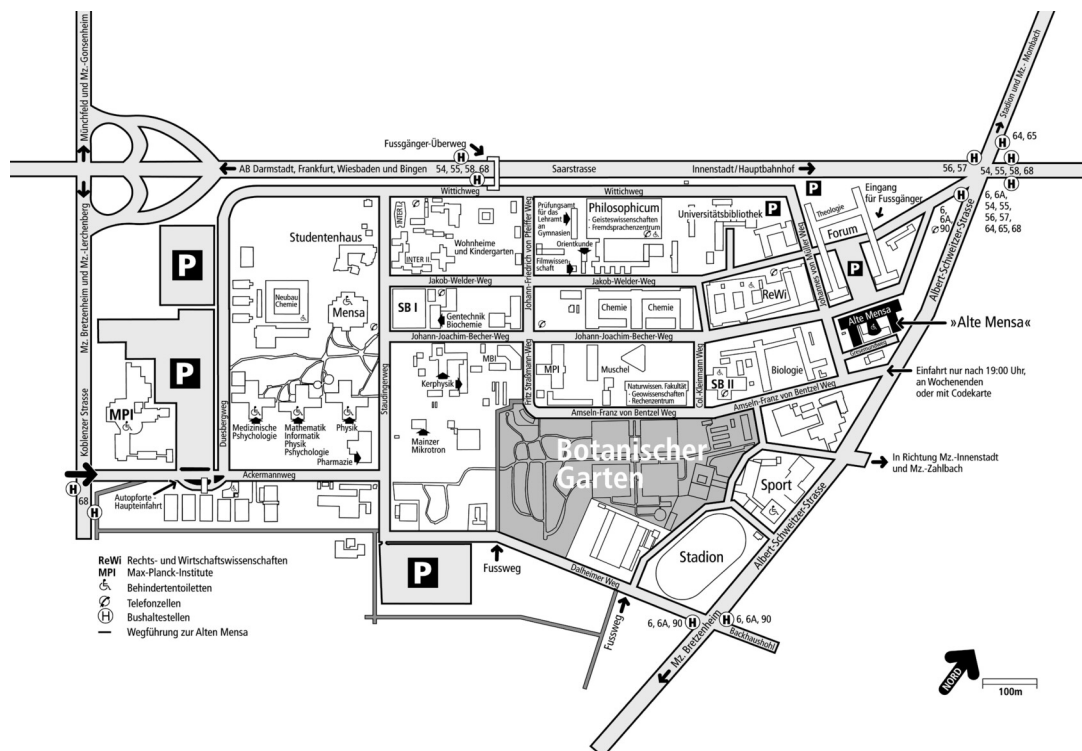 Münchfeld und Mz.-Gonsenheim
Stadion und Mz.- Mombach
Fussgänger-Überweg
H
64, 65
AB Darmstadt, Frankfurt, Wiesbaden und Bingen
54, 55, 58, 68
H
H
Saarstrasse
Innenstadt/Hauptbahnhof
56, 57
H
54, 55, 58, 68
H
H
Wittichweg
Wittichweg
P
Eingang
für Fussgänger
H
6, 6A,
54, 55,
56, 57,
64, 65, 68
6,
6A,
90
Mz. Bretzenheim und Mz.-Lerchenberg
Studentenhaus
INTER I
INTER II
Wohnheime
und Kindergarten
Johann-Friedrich-von Pfeiffer Weg
Prüfungsamt
für das
Lehramt
an
Gymnasien
Orientkunde
Filmwissen
schaft
Philosophicum
- Geisteswissenschaften
- Fremdsprachenzentrum
Universitätsbibliothek
P
Theologie
Forum
P
Johannes von Müller Weg
Albert-Schweitzer-Strasse
P
P
Neubau
Chemie
Mensa
Jakob-Welder-Weg
Jakob-Welder-Weg
SB I
Gentechnik
Biochemie
Chemie
Chemie
ReWi
Alte Mensa
»Alte Mensa«
Johann-Joachim-Becher-Weg
Johann-Joachim-Becher-Weg
Staudingerweg
MBI
Kerphysik
Fritz Straßmann-Weg
MPI
Muschel
Naturwissen. Fakultät
- Geowissenschaften
- Rechenzentrum
Col.-Kleinmann Weg
SB II
Biologie
Einfahrt nur nach 19:00 Uhr,
an Wochenenden
oder mit Codekarte
Amseln-Franz von Bentzel Weg
Amseln-Franz von Bentzel Weg
Koblenzer Strasse
MPI
Duesbergweg
Medizinische
Pshychologie
Mathematik
Informatik
Physik
Pshychologie
Physik
Pharmazie
Mainzer
Mikrotron
Botanischer
Garten
In Richtung Mz.-Innenstadt
und Mz.-Zahlbach
Ackermannweg
Autopforte -
Haupteinfahrt
H
68
H
Sport
Stadion
Albert-Schweitzer-Strasse
P
Fussweg
Dalheimer Weg
Fussweg
6, 6A, 90
H
H
6, 6A, 90
Backhaushohl
Mz. Bretzenheim
ReWi Rechts- und Wirtschaftswissenschaften
MPI Max-Planck-Institute
Behindertentoiletten
Telefonzellen
H Bushaltestellen
Wegführung zur Alten Mensa
NORD
100m